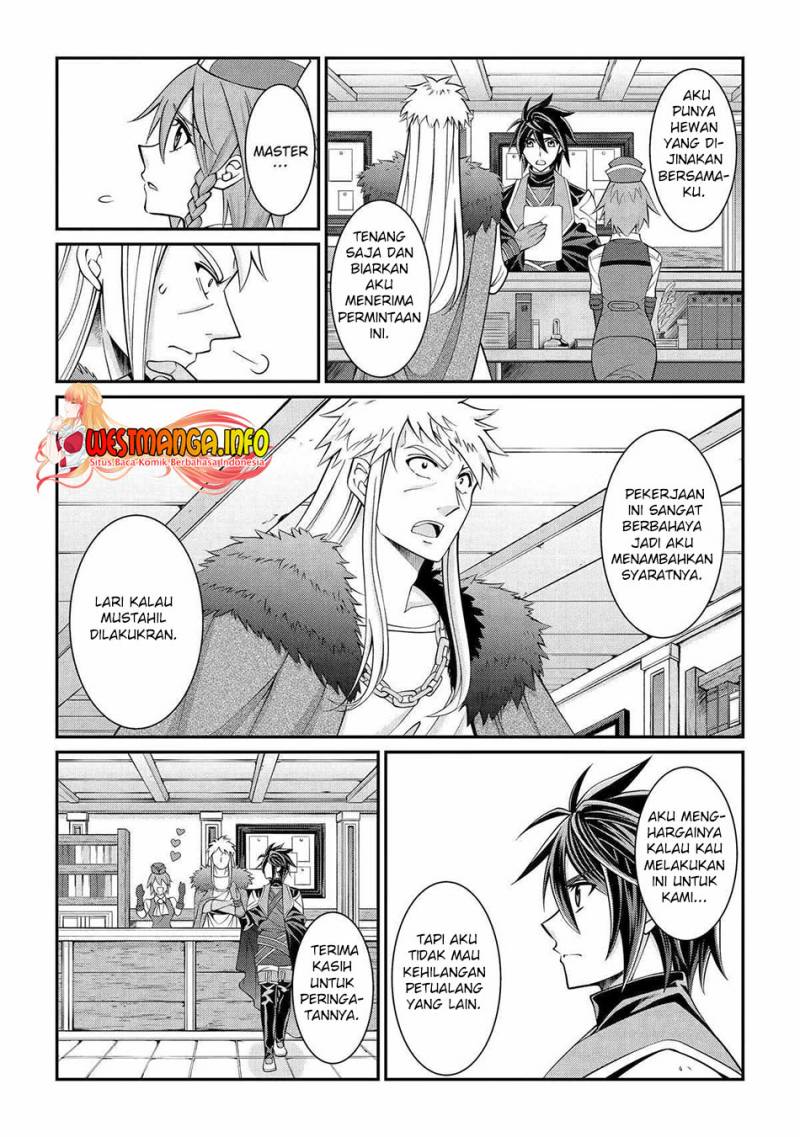 AKU
PUNYA
HEWAN
YANG DI-
JINAKAN
BERSAMA-
KU.
TENANG
SAJA DAN
BIARKAN
AKU
MENERIMA
PERMINTAAN
INI.
MASTER
...
WESTMANGA.INFO
Situs Baca Komik Berbahasa Indonesia
PEKERJAAN
INI SANGAT
BERBAHAYA
JADI AKU
MENAMBAHKAN
SYARATNYA.
LARI KALAU
MUSTAHIL
DILAKUKRAN.
AKU MENG-
HARGAINYA
KALAU KAU
MELAKUKAN
INI UNTUK
KAMI...
TAPI AKU
TIDAK MAU
KEHILANGAN
PETUALANG
YANG LAIN.
TERIMA
KASIH
UNTUK
PERINGA-
TANNYA.